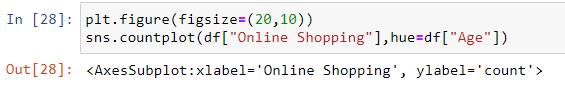 In [28]: plt.figure(figsize=(20,10))
sns.countplot(df["Online Shopping"],hue=df["Age"])
Out[28]: <AxesSubplot:xlabel='Online Shopping', ylabel='count'>